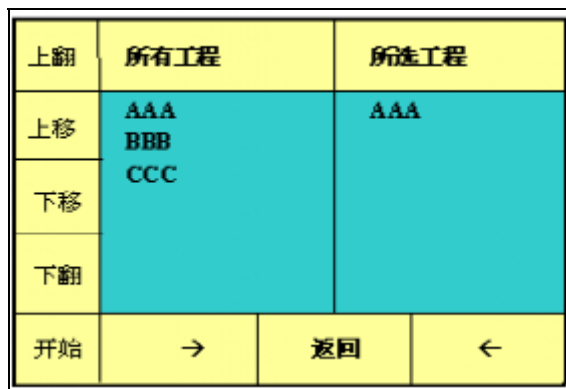 上翻 所有工程 所选工程
上移 AAA AAA
BBB
CCC
下移
下翻
开始 → 返回 ←